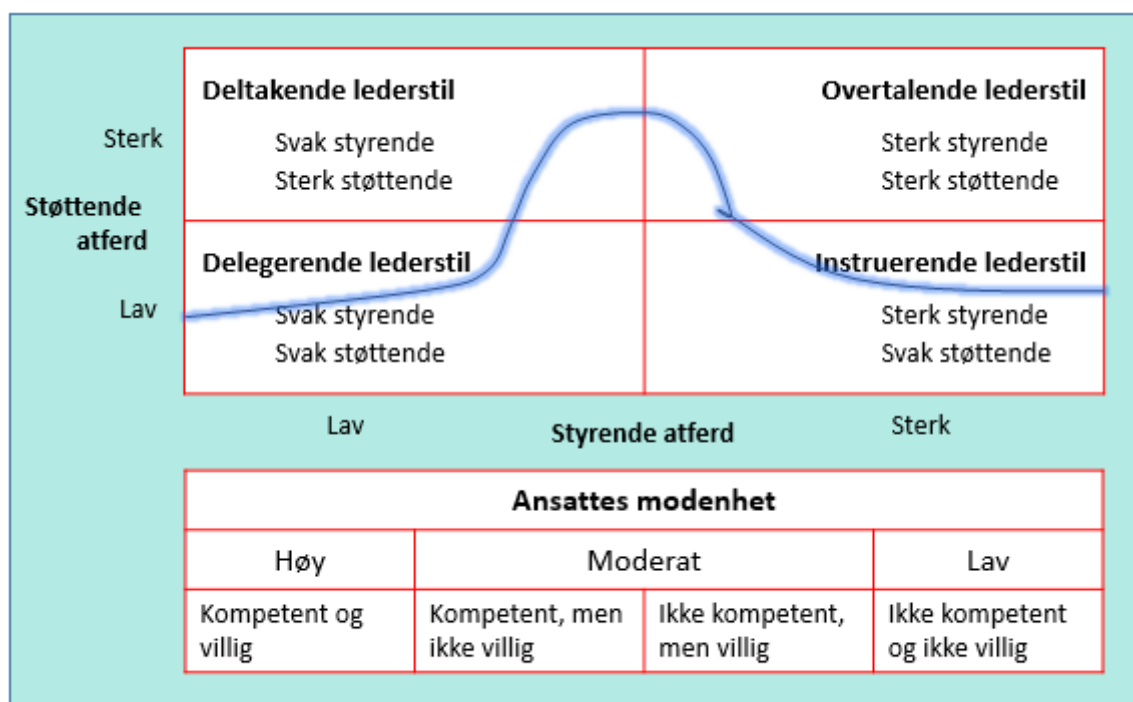 Deltakende lederstil
Svak styrende
Sterk støttende
Overtalende lederstil
Sterk styrende
Sterk støttende
Sterk
Støttende
atferd
Lav
Delegerende lederstil
Svak styrende
Svak støttende
Instruerende lederstil
Sterk styrende
Svak støttende
Lav
Styrende atferd
Sterk
Ansattes modenhet
Høy
Moderat
Lav
Kompetent og
villig
Kompetent, men
ikke villig
Ikke kompetent,
men villig
Ikke kompetent
og ikke villig